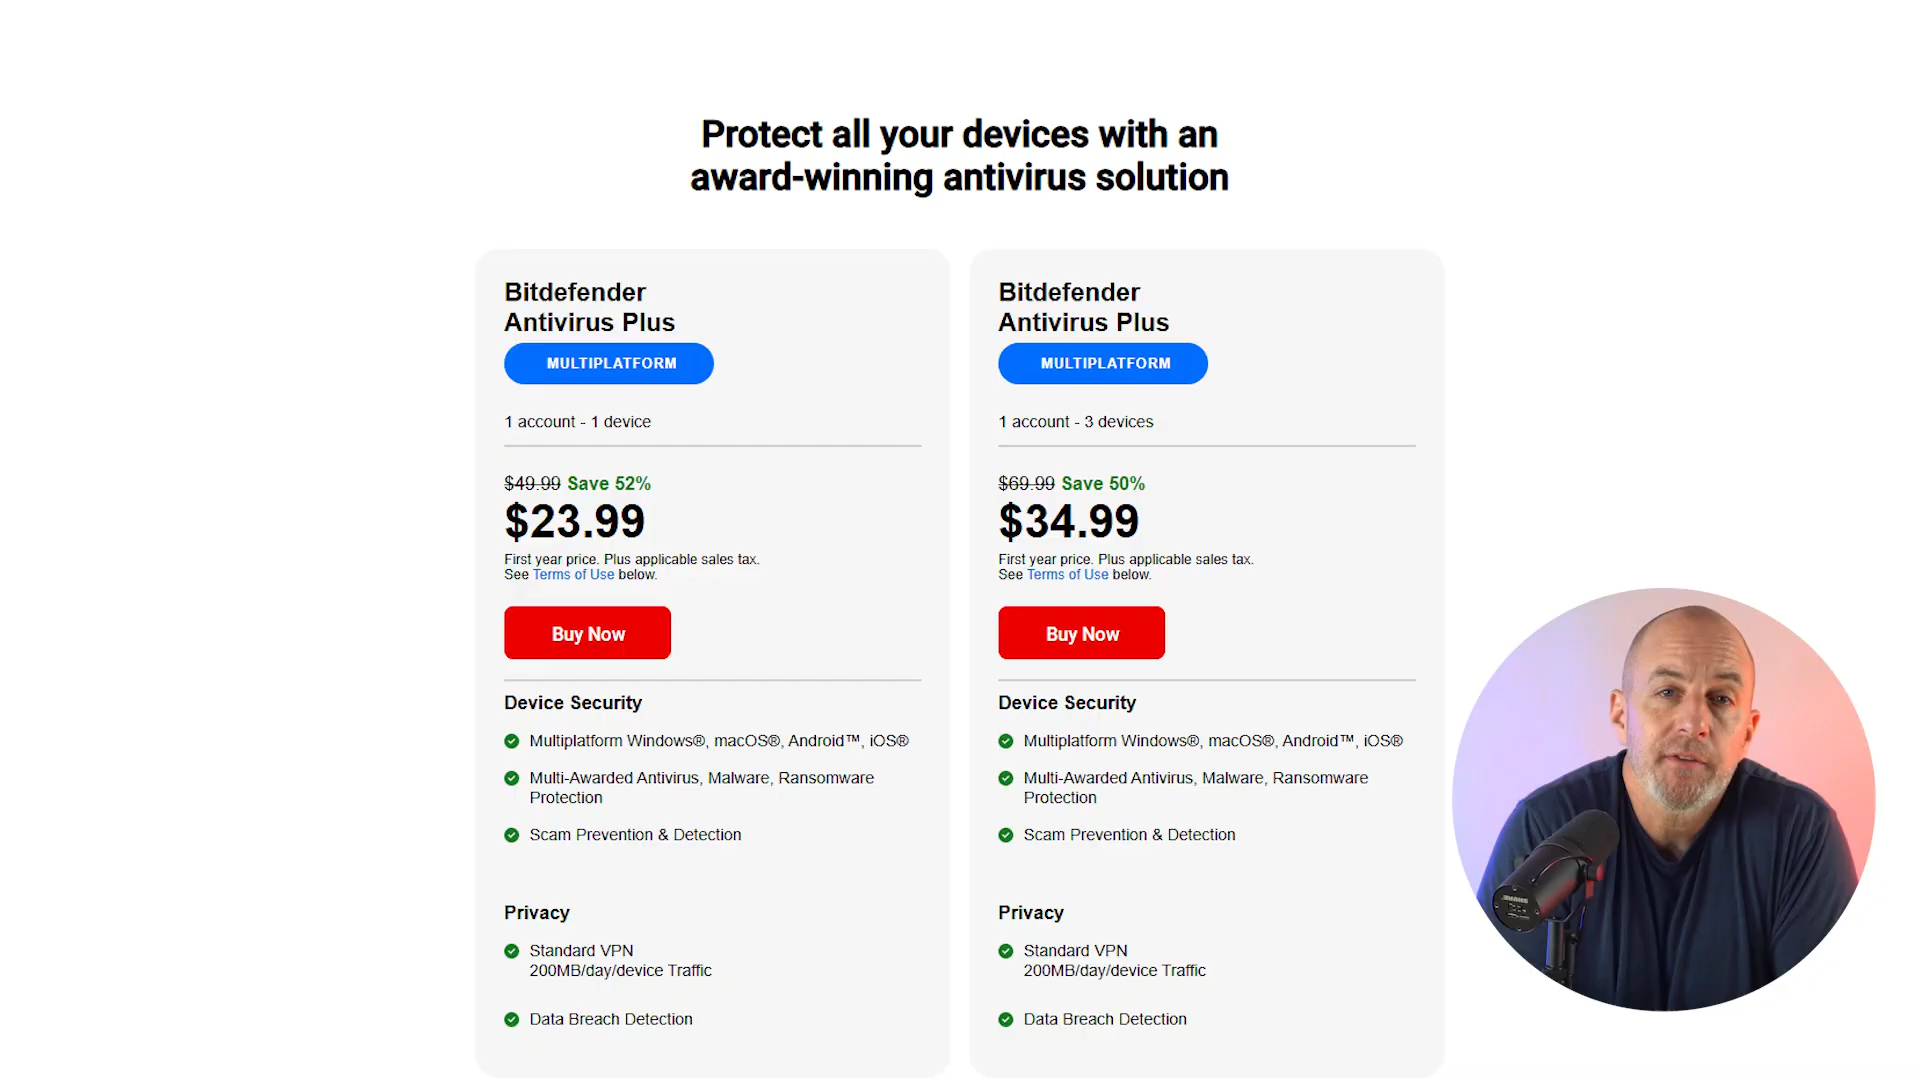 Protect all your devices with an
award-winning antivirus solution
Bitdefender
Antivirus Plus
MULTIPLATFORM
1 account - 1 device
$49.99 Save 52%
$23.99
First year price. Plus applicable sales tax.
See Terms of Use below.
Buy Now
Device Security
Multiplatform Windows®, macOS®, Android™, iOS®
Multi-Awarded Antivirus, Malware, Ransomware
Protection
Scam Prevention & Detection
Privacy
Standard VPN
200MB/day/device Traffic
Data Breach Detection
Bitdefender
Antivirus Plus
MULTIPLATFORM
1 account - 3 devices
$69.99 Save 50%
$34.99
First year price. Plus applicable sales tax.
See Terms of Use below.
Buy Now
Device Security
Multiplatform Windows®, macOS®, Android™, iOS®
Multi-Awarded Antivirus, Malware, Ransomware
Protection
Scam Prevention & Detection
Privacy
Standard VPN
200MB/day/device Traffic
Data Breach Detection